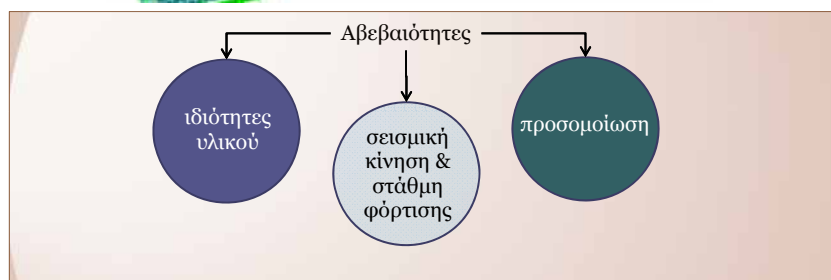 Αβεβαιότητες
ιδιότητες
υλικού
σεισμική
κίνηση &
στάθμη
φόρτισης
προσομοίωση